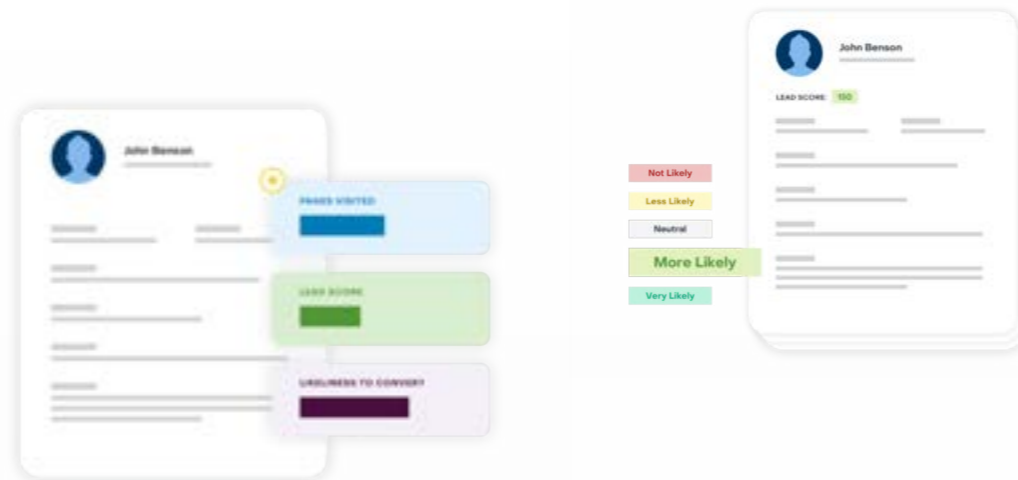 John Benson
PAGES VISITED
LEAD SCORE
LIKELINESS TO CONVERT
Not Likely
Less Likely
Neutral
More Likely
Very Likely
John Benson
LEAD SCORE: 150